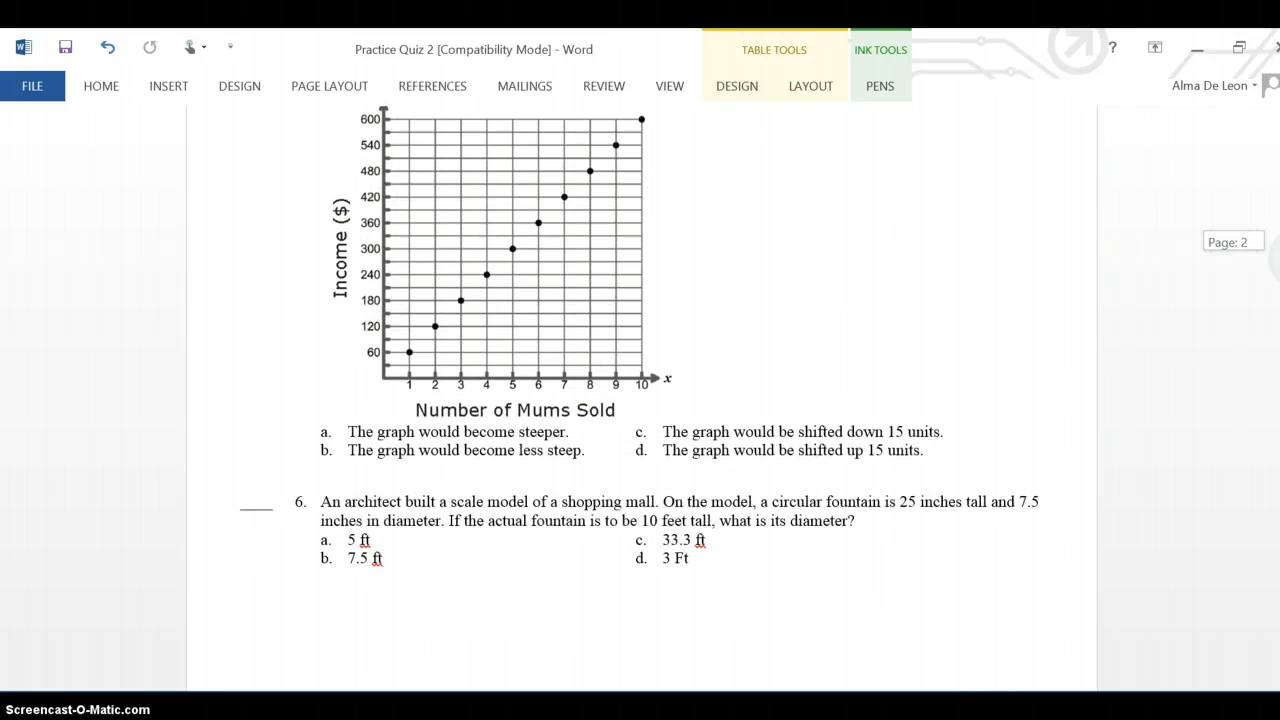 Practice Quiz 2 [Compatibility Mode] - Word
TABLE TOOLS
INK TOOLS
?
FILE
HOME
INSERT
DESIGN
PAGE LAYOUT
REFERENCES
MAILINGS
REVIEW
VIEW
DESIGN
LAYOUT
PENS
Alma De Leon
600
540
480
420
360
300
240
180
120
60
Income ($)
1 2 3 4 5 6 7 8 9 10 x
Number of Mums Sold
a. The graph would become steeper.
c. The graph would be shifted down 15 units.
b. The graph would become less steep.
d. The graph would be shifted up 15 units.
Page: 2
____ 6. An architect built a scale model of a shopping mall. On the model, a circular fountain is 25 inches tall and 7.5
inches in diameter. If the actual fountain is to be 10 feet tall, what is its diameter?
a. 5 ft
c. 33.3 ft
b. 7.5 ft
d. 3 Ft
Screencast-O-Matic.com